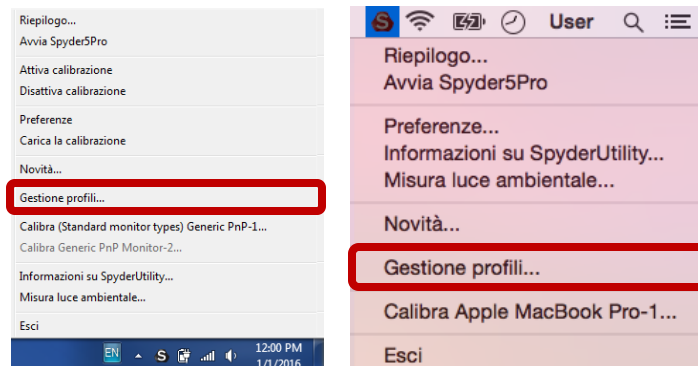 Riepilogo...
Avvia Spyder5Pro
Attiva calibrazione
Disattiva calibrazione
Preferenze
Carica la calibrazione
Novità...
Gestione profili...
Calibra (Standard monitor types) Generic PnP-1...
Calibra Generic PnP Monitor-2...
Informazioni su SpyderUtility...
Misura luce ambientale...
Esci
EN S 12:00 PM
1/1/2016
S User
Riepilogo...
Avvia Spyder5Pro
Preferenze...
Informazioni su SpyderUtility...
Misura luce ambientale...
Novità...
Gestione profili...
Calibra Apple MacBook Pro-1...
Esci